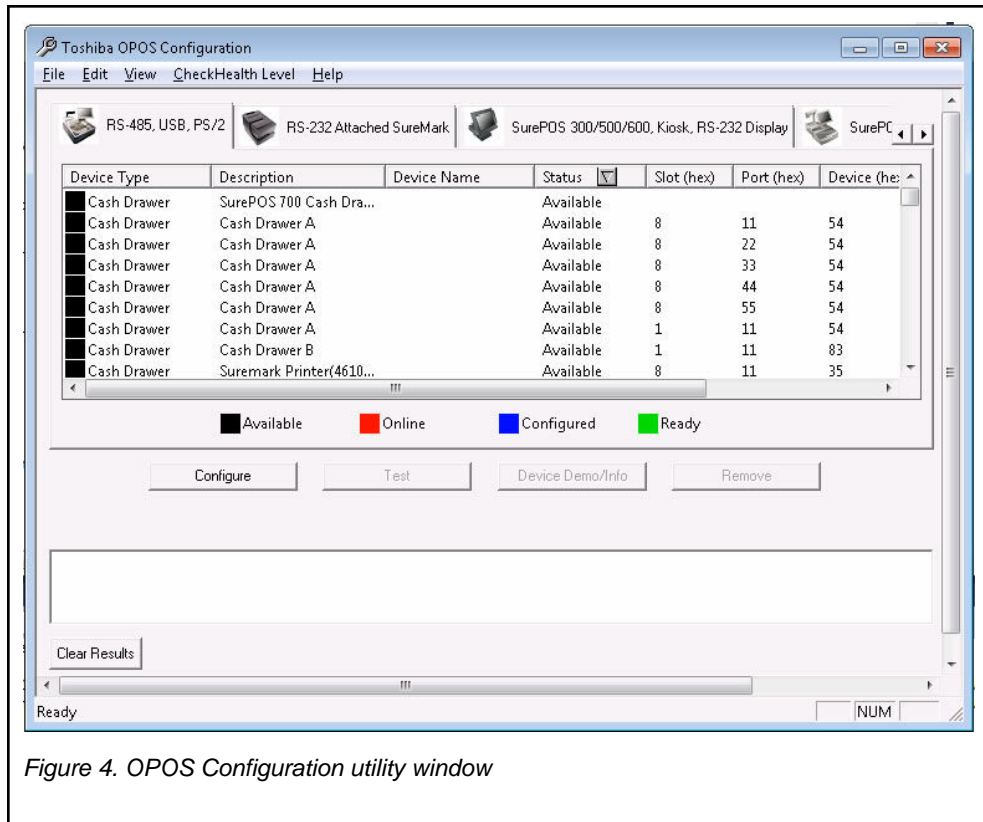 Toshiba OPOS Configuration
File Edit View CheckHealth Level Help
RS-485, USB, PS/2 RS-232 Attached SureMark SurePOS 300/500/600, Kiosk, RS-232 Display SurePC
Device Type Description Device Name Status Slot (hex) Port (hex) Device (he
Cash Drawer SurePOS 700 Cash Dra... Available
Cash Drawer Cash Drawer A Available 8 11 54
Cash Drawer Cash Drawer A Available 8 22 54
Cash Drawer Cash Drawer A Available 8 33 54
Cash Drawer Cash Drawer A Available 8 44 54
Cash Drawer Cash Drawer A Available 8 55 54
Cash Drawer Cash Drawer A Available 1 11 54
Cash Drawer Cash Drawer B Available 1 11 83
Cash Drawer Suremark Printer(4610... Available 8 11 35
Available Online Configured Ready
Configure Test Device Demo/Info Remove
Clear Results
Ready NUM
Figure 4. OPOS Configuration utility window